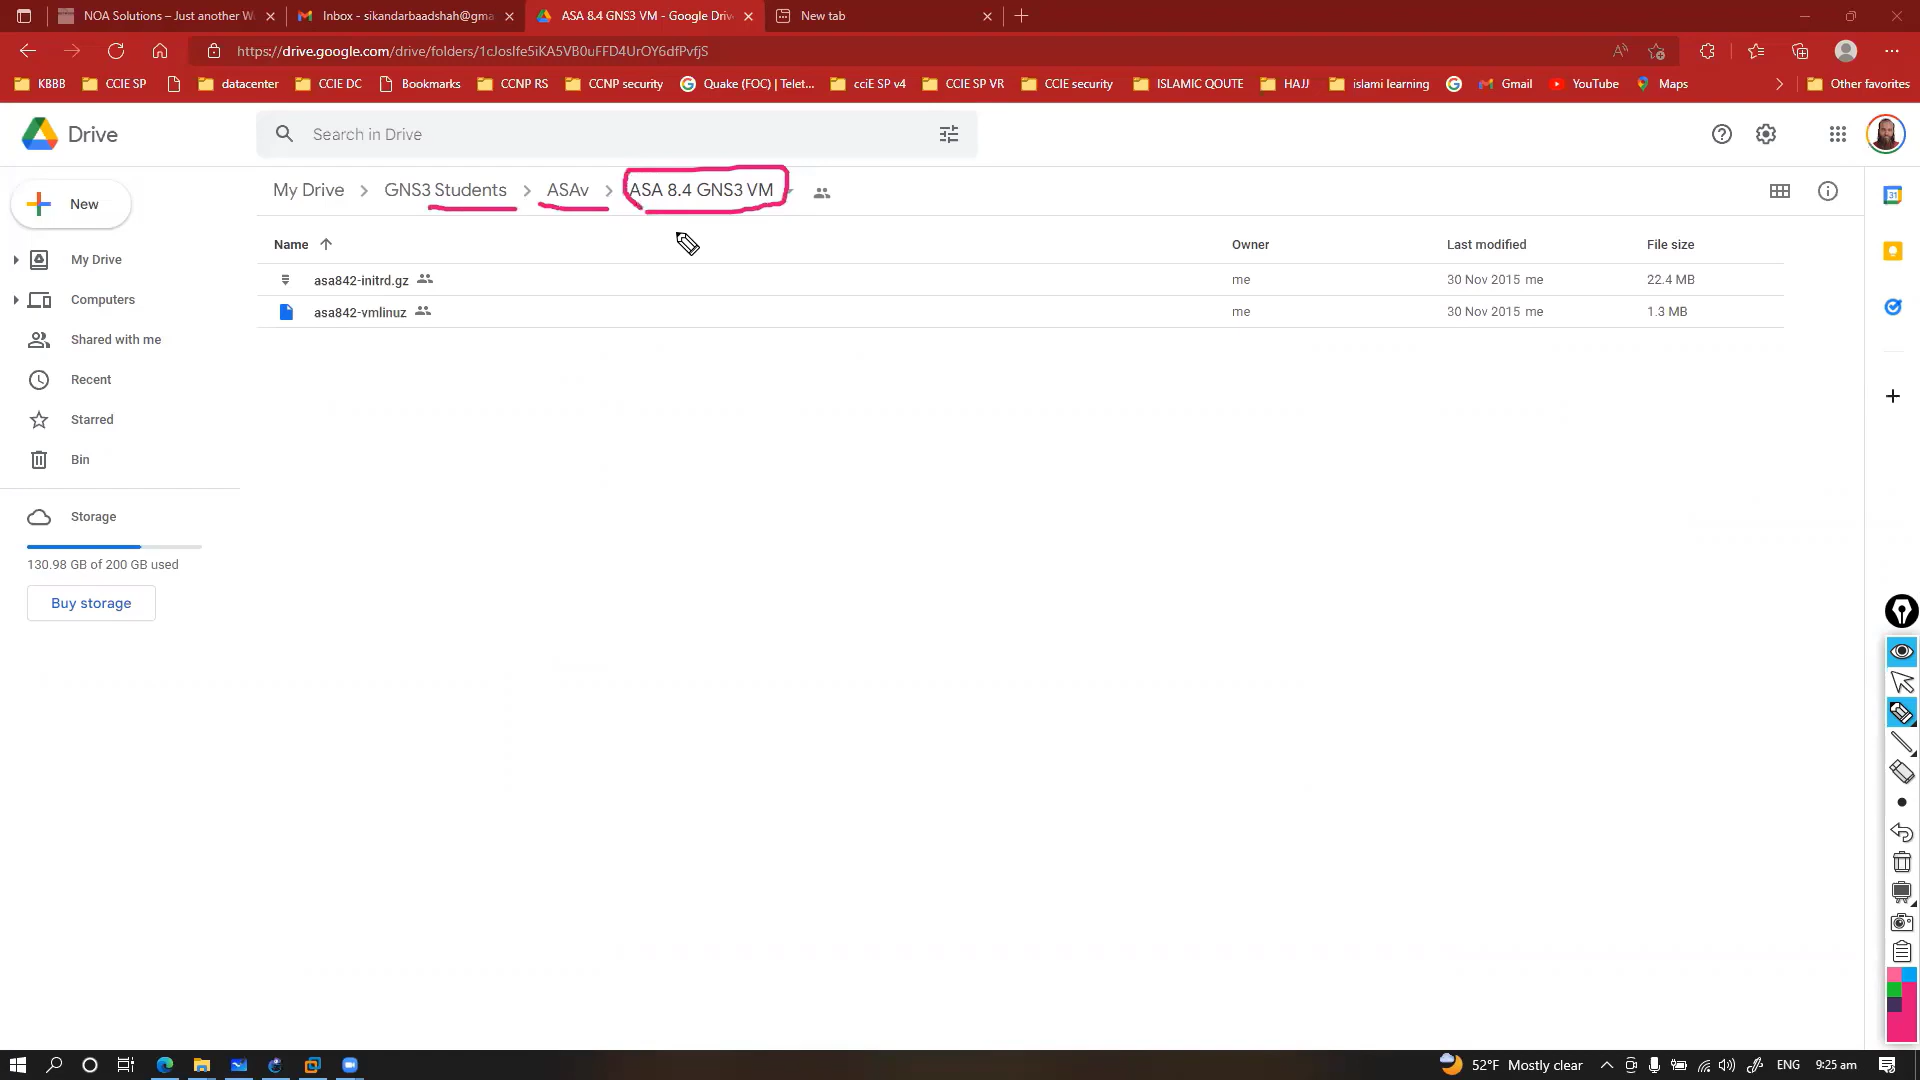 NOA Solutions – Just another W
Inbox - sikandarbaadshah@gma
ASA 8.4 GNS3 VM - Google Driv
New tab
https://drive.google.com/drive/folders/1cJosIfe5iKA5VB0uFFD4UrOY6dfPvfjS
KBBB
CCIE SP
datacenter
CCIE DC
Bookmarks
CCNP RS
CCNP security
Quake (FOC) | Telet...
cciE SP v4
CCIE SP VR
CCIE security
ISLAMIC QOUTE
HAJJ
islami learning
Gmail
YouTube
Maps
Other favorites
Drive
Search in Drive
New
My Drive
GNS3 Students
ASAv
ASA 8.4 GNS3 VM
31
Name
Owner
Last modified
File size
My Drive
asa842-initrd.gz
me
30 Nov 2015 me
22.4 MB
Computers
asa842-vmlinuz
me
30 Nov 2015 me
1.3 MB
Shared with me
Recent
Starred
Bin
Storage
130.98 GB of 200 GB used
Buy storage
52°F Mostly clear
ENG
9:25 am